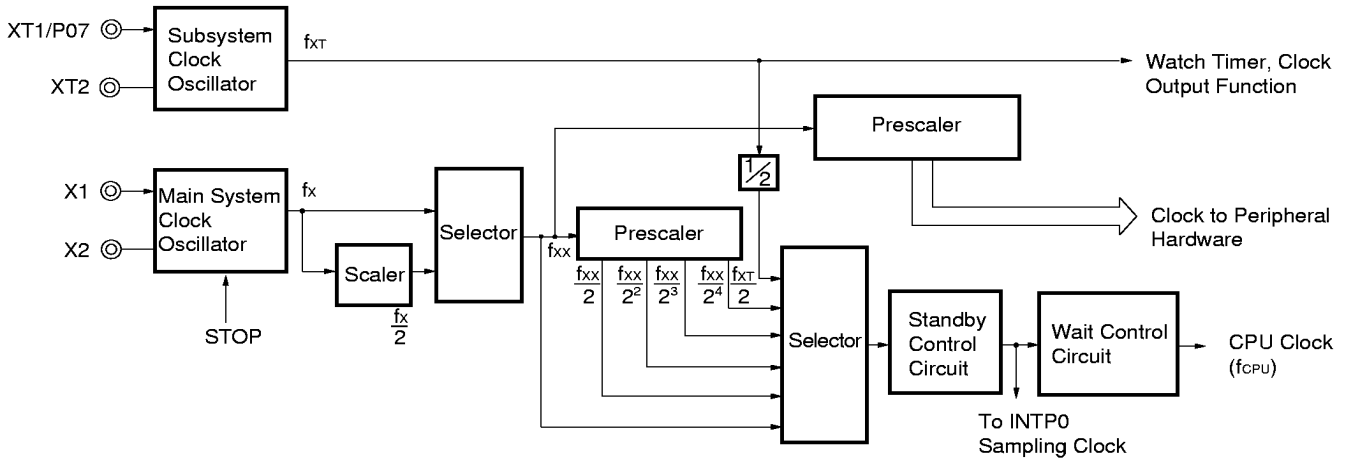 XT1/P07
XT2
Subsystem
Clock
Oscillator
fXT
Watch Timer, Clock
Output Function
Prescaler
1/2
X1
X2
Main System
Clock
Oscillator
fX
STOP
Scaler
fX/2
Selector
fXX
Prescaler
fXX/2
fXX/2²
fXX/2³
fXX/2⁴
fXT/2
Clock to Peripheral
Hardware
Selector
Standby
Control
Circuit
Wait Control
Circuit
CPU Clock
(fCPU)
To INTP0
Sampling Clock